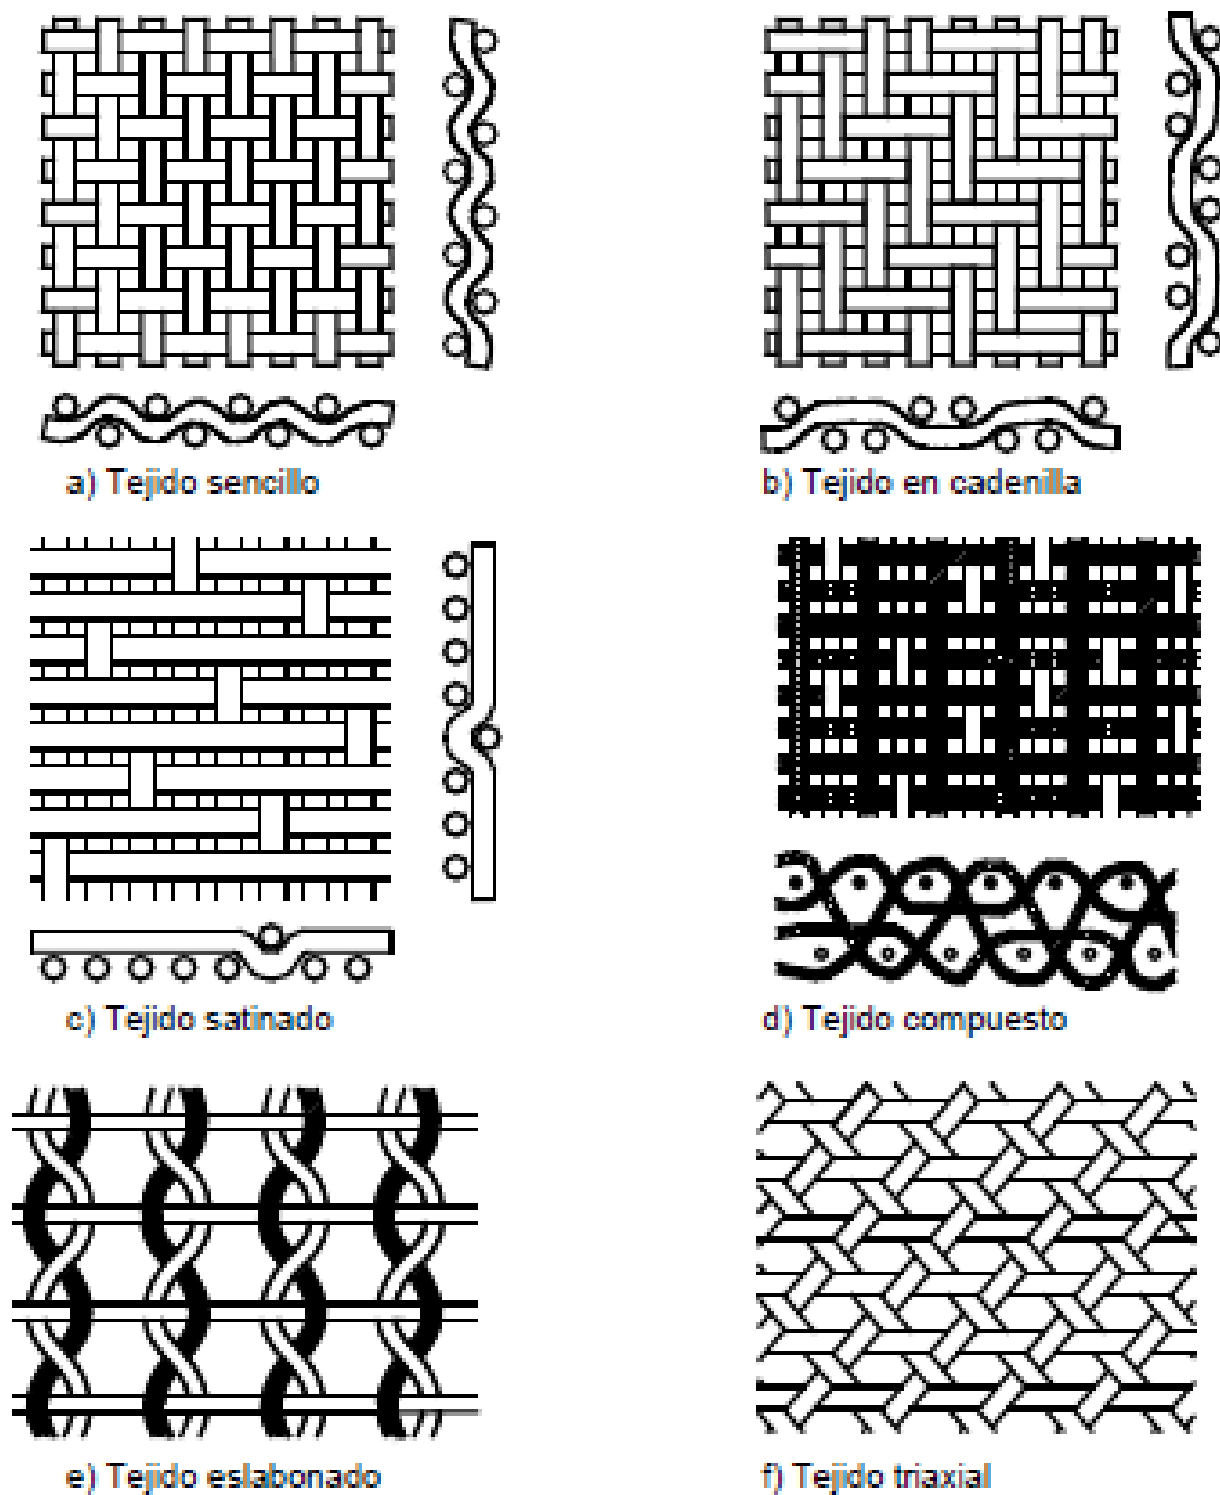 a) Tejido sencillo
b) Tejido en cadenilla
c) Tejido satinado
d) Tejido compuesto
e) Tejido eslabonado
f) Tejido triaxial